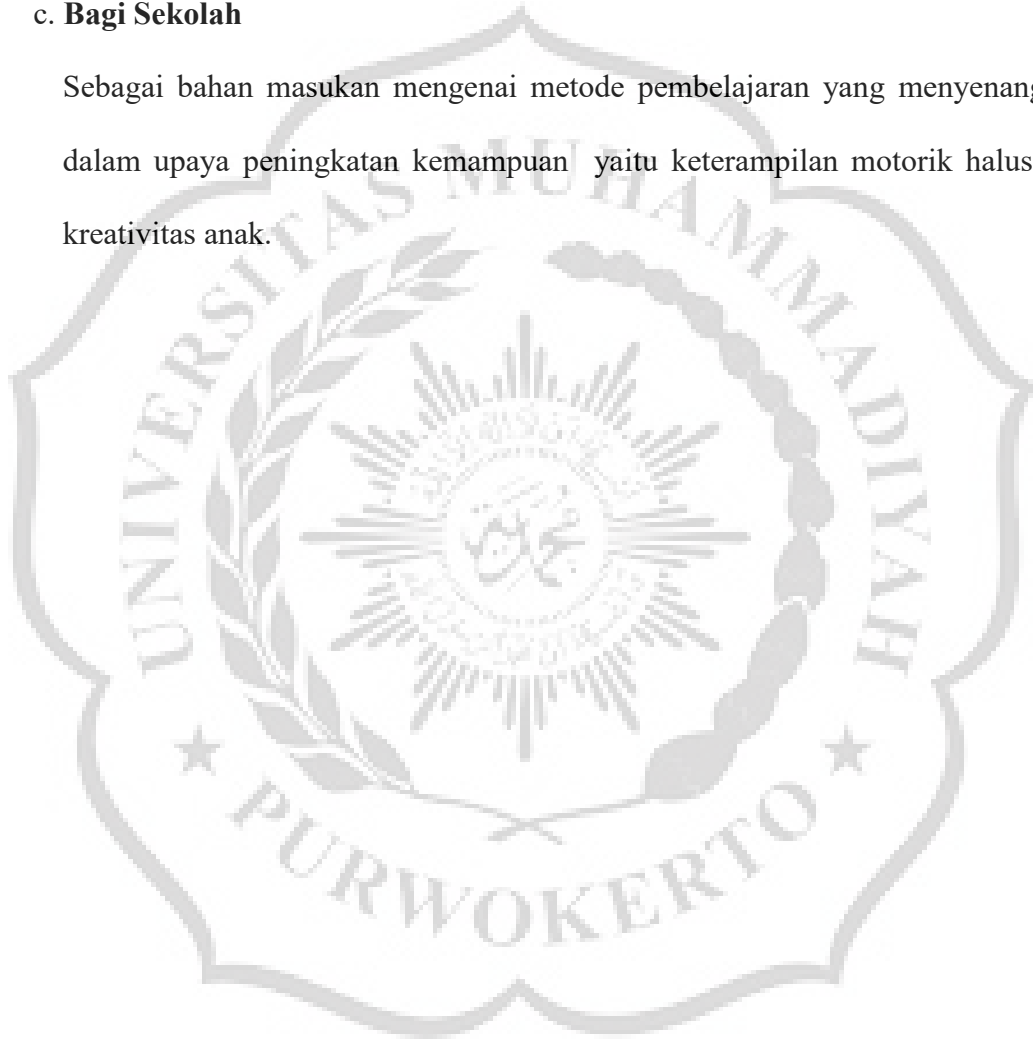 c. Bagi Sekolah
Sebagai bahan masukan mengenai metode pembelajaran yang menyenang
dalam upaya peningkatan kemampuan yaitu keterampilan motorik halus
kreativitas anak.
UNIVERSITAS MUHAMMADIYAH
PURWOKERTO